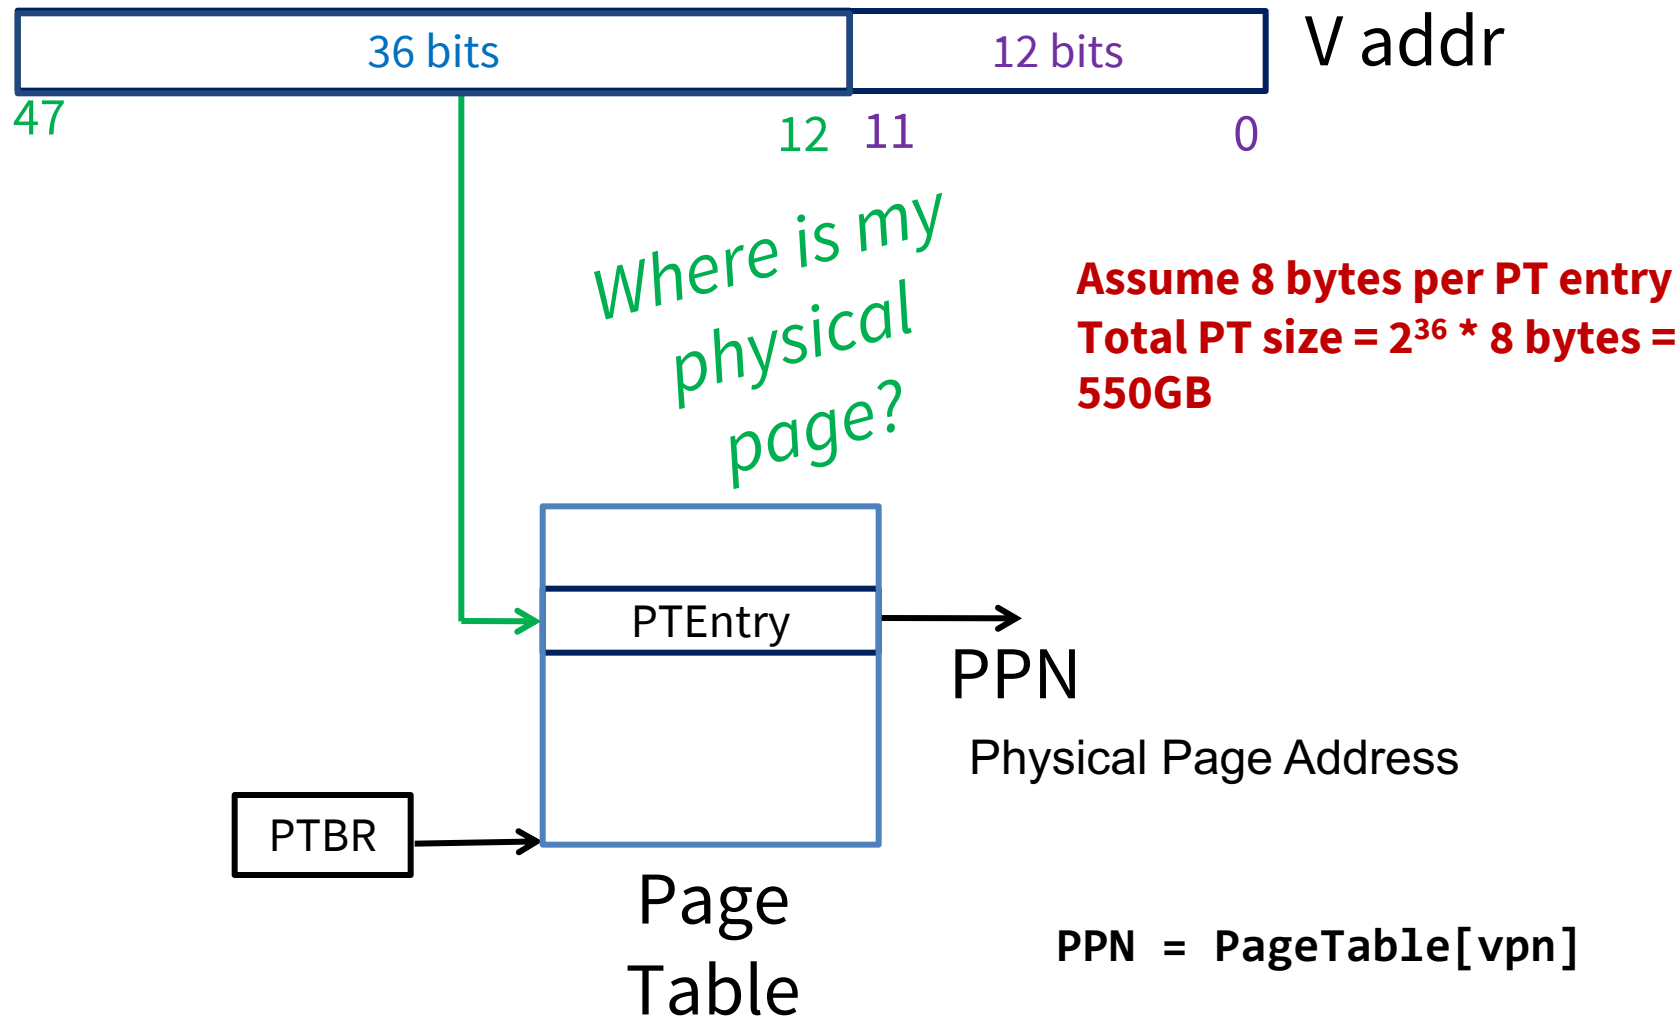 36 bits
12 bits
V addr
47
12
11
0
Where is my
physical
page?
Assume 8 bytes per PT entry
Total PT size = 2³⁶ * 8 bytes =
550GB
PTEntry
PPN
Physical Page Address
PTBR
Page
Table
PPN = PageTable[vpn]